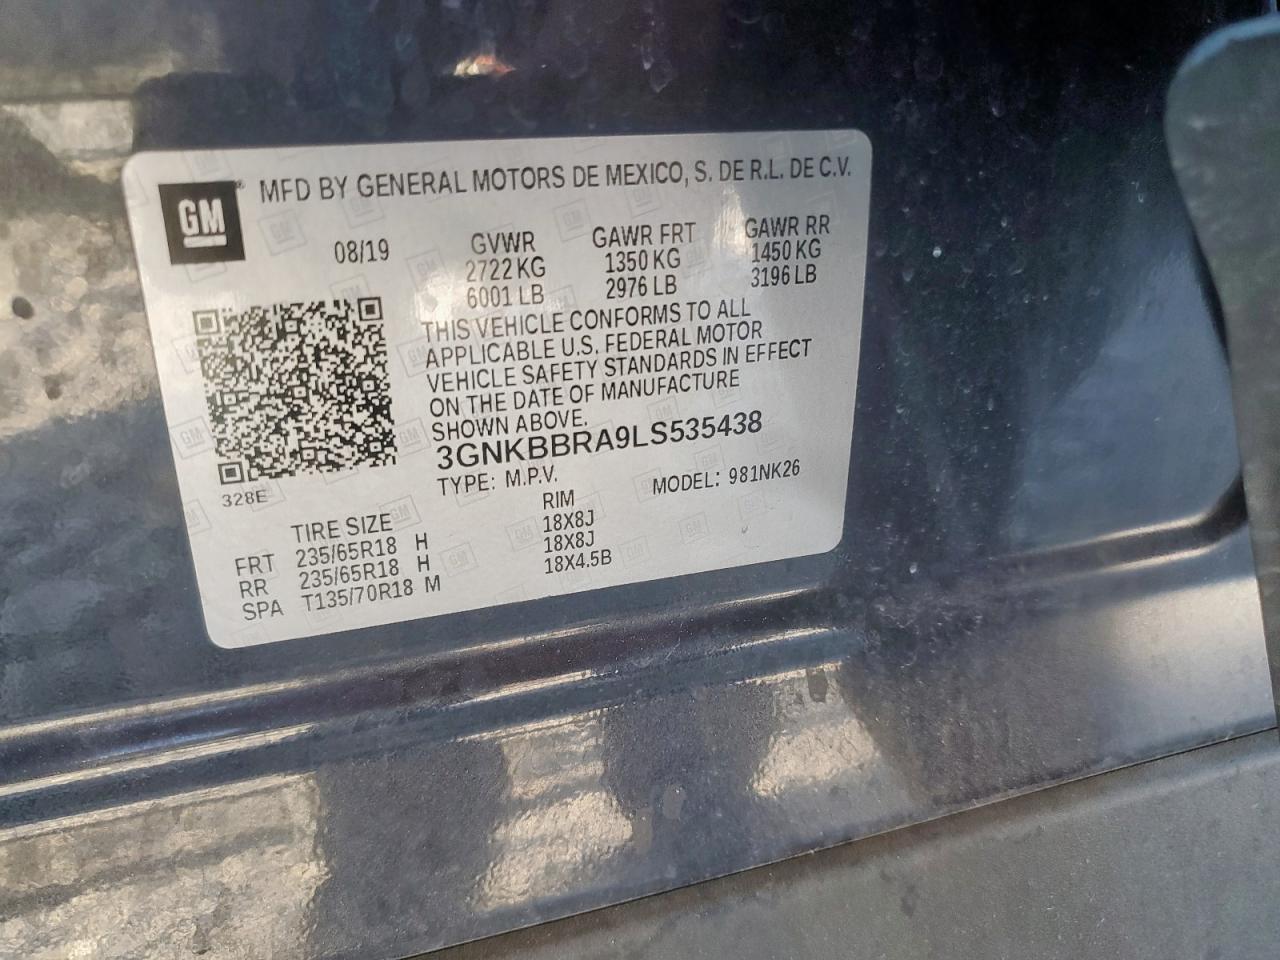 GM® MFD BY GENERAL MOTORS DE MEXICO, S. DE R.L. DE C.V.
08/19 GVWR GAWR FRT GAWR RR
2722 KG 1350 KG 1450 KG
6001 LB 2976 LB 3196 LB
THIS VEHICLE CONFORMS TO ALL
APPLICABLE U.S. FEDERAL MOTOR
VEHICLE SAFETY STANDARDS IN EFFECT
ON THE DATE OF MANUFACTURE
SHOWN ABOVE.
3GNKBBRA9LS535438
328E TYPE: M.P.V. MODEL: 981NK26
TIRE SIZE RIM
FRT 235/65R18 H 18X8J
RR 235/65R18 H 18X8J
SPA T135/70R18 M 18X4.5B